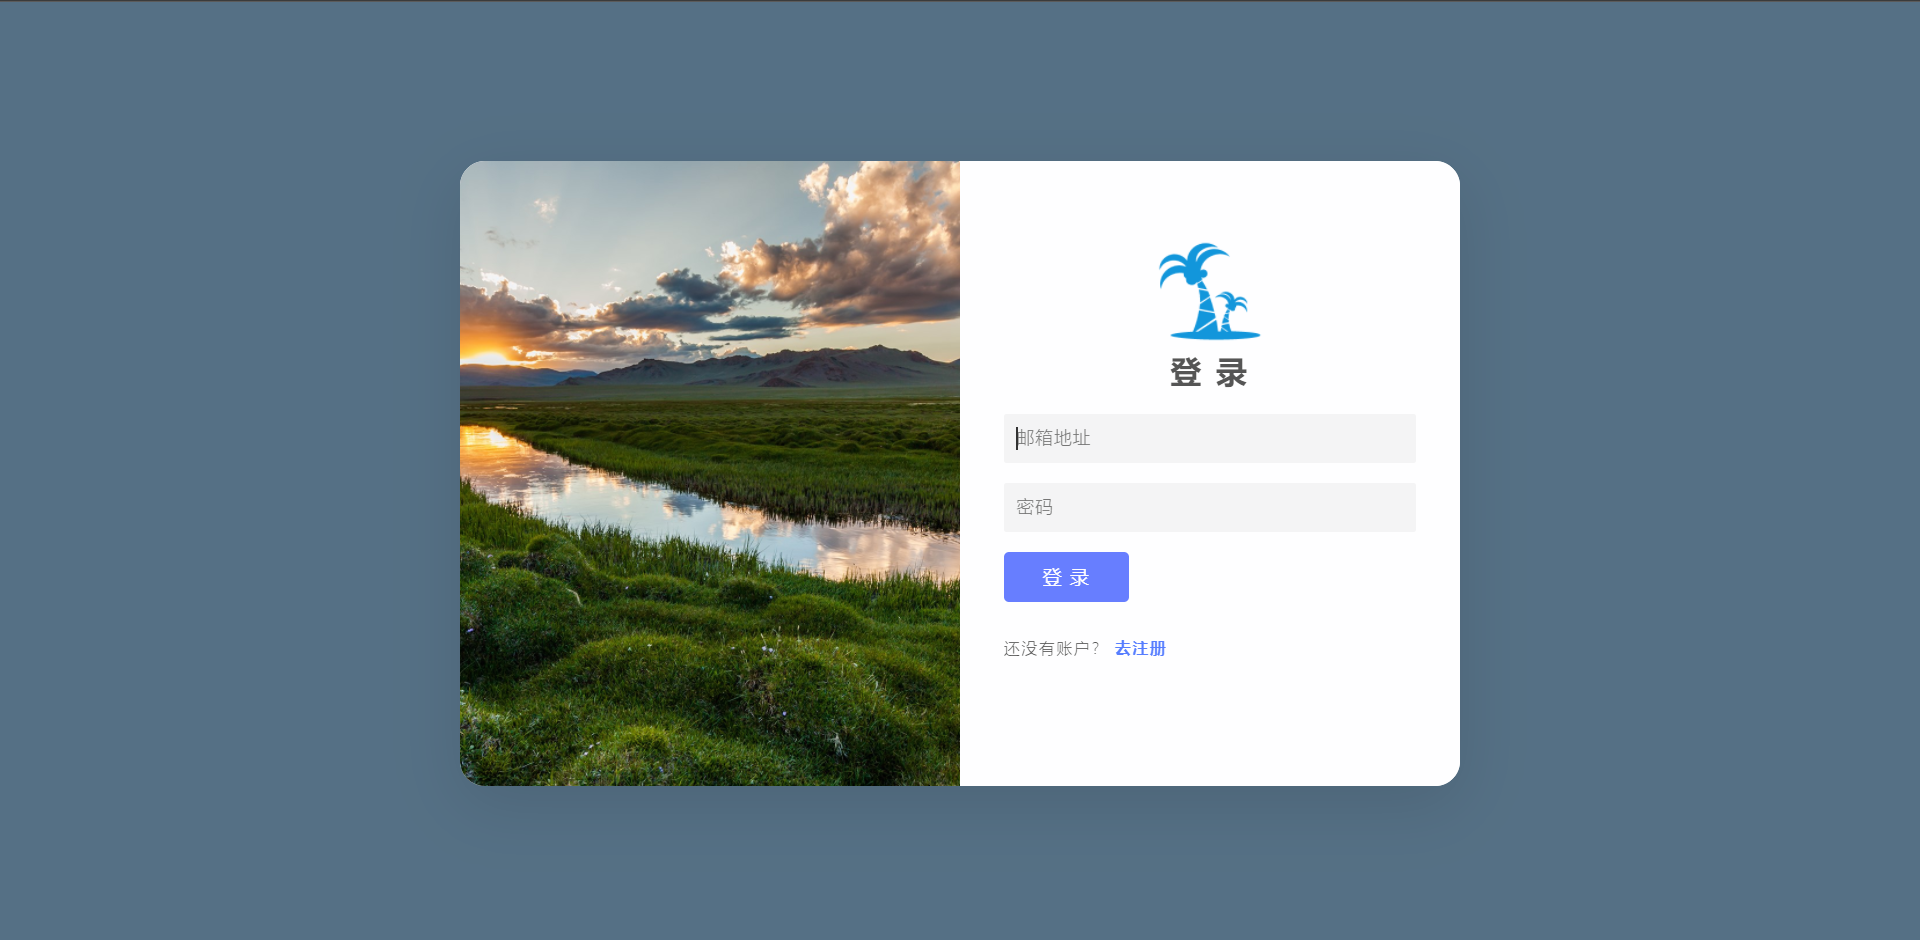 登 录
邮箱地址
密码
登 录
还没有账户？ 去注册